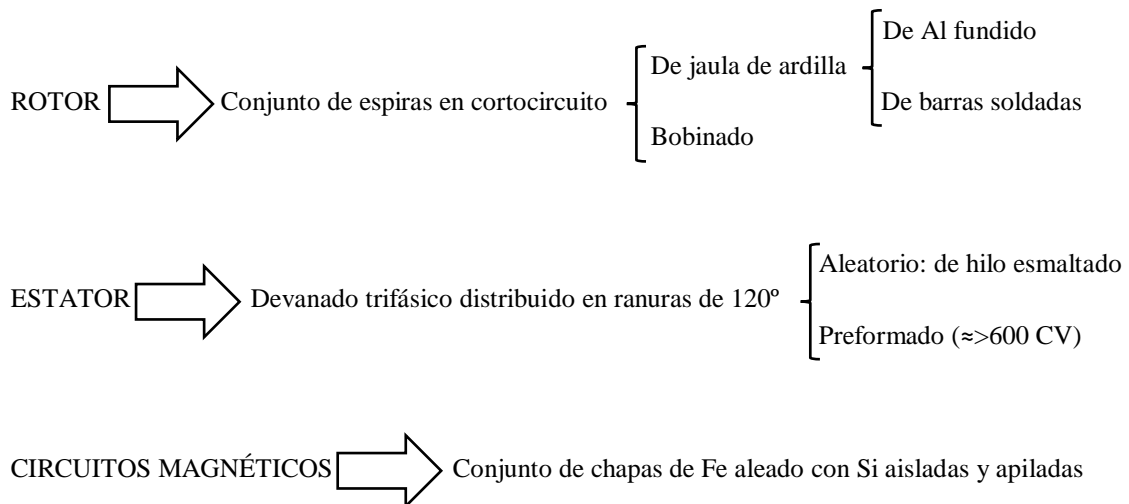 De Al fundido
De jaula de ardilla
ROTOR Conjunto de espiras en cortocircuito
De barras soldadas
Bobinado
Aleatorio: de hilo esmaltado
ESTATOR Devanado trifásico distribuido en ranuras de 120º
Preformado (≈>600 CV)
CIRCUITOS MAGNÉTICOS Conjunto de chapas de Fe aleado con Si aisladas y apiladas